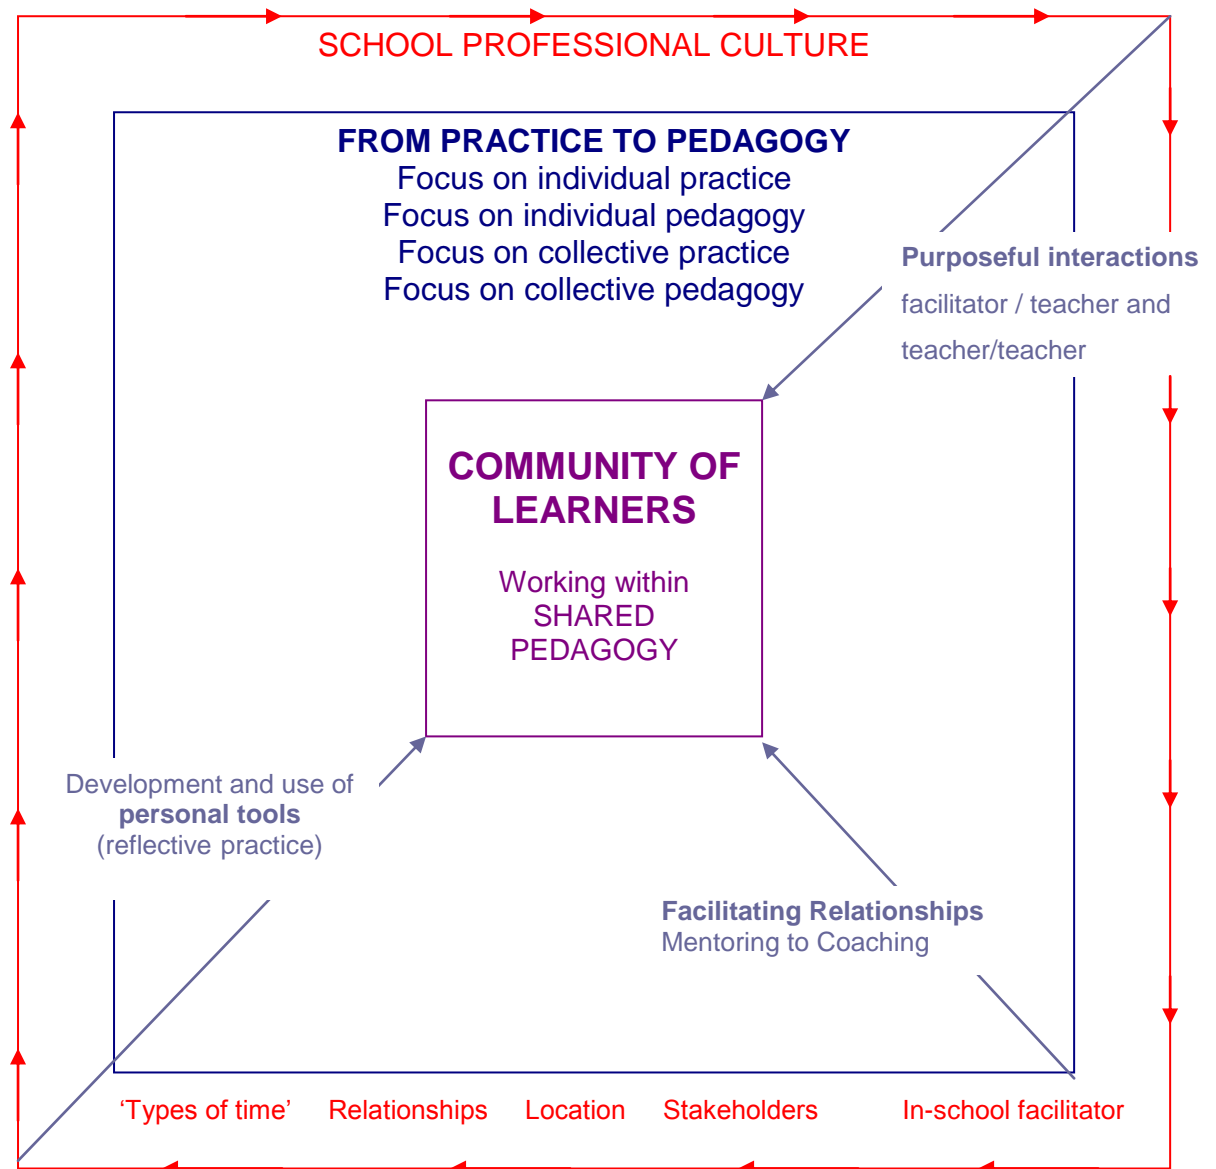 SCHOOL PROFESSIONAL CULTURE
FROM PRACTICE TO PEDAGOGY
Focus on individual practice
Focus on individual pedagogy
Focus on collective practice
Focus on collective pedagogy
Purposeful interactions
facilitator / teacher and
teacher/teacher
COMMUNITY OF
LEARNERS
Working within
SHARED
PEDAGOGY
Development and use of
personal tools
(reflective practice)
Facilitating Relationships
Mentoring to Coaching
‘Types of time’ Relationships Location Stakeholders In-school facilitator